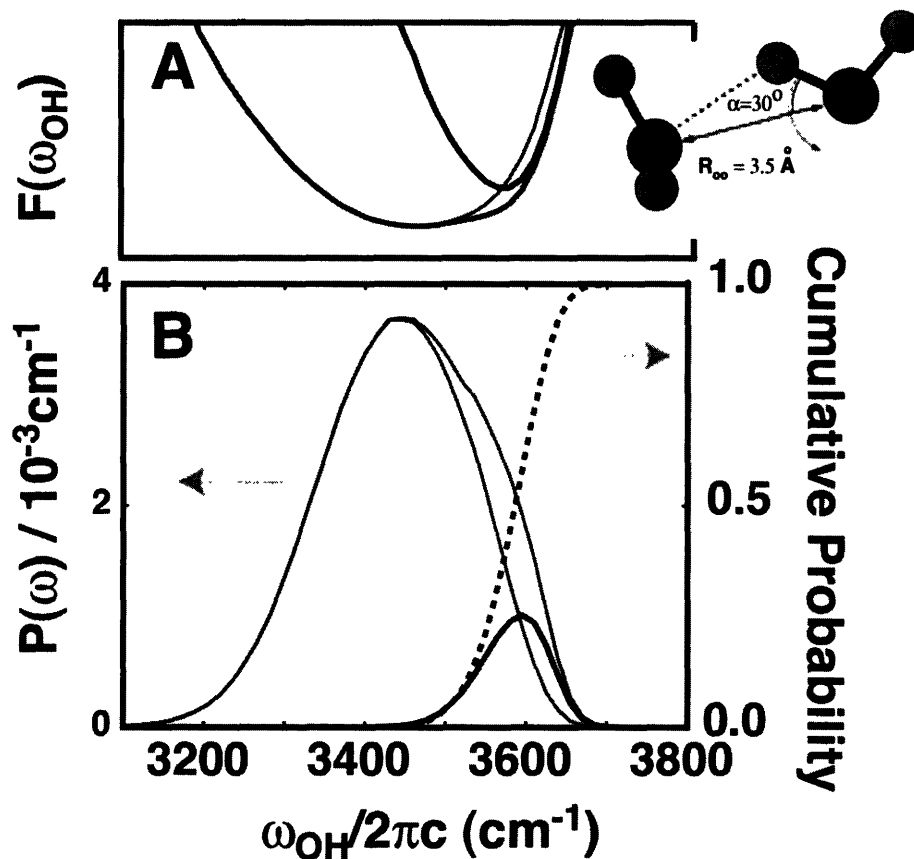 A
F(ω_OH)
α=30°
R_oo = 3.5 Å
B
4
2
0
P(ω) / 10⁻³cm⁻¹
1.0
0.5
0.0
Cumulative Probability
3200 3400 3600 3800
ω_OH/2πc (cm⁻¹)